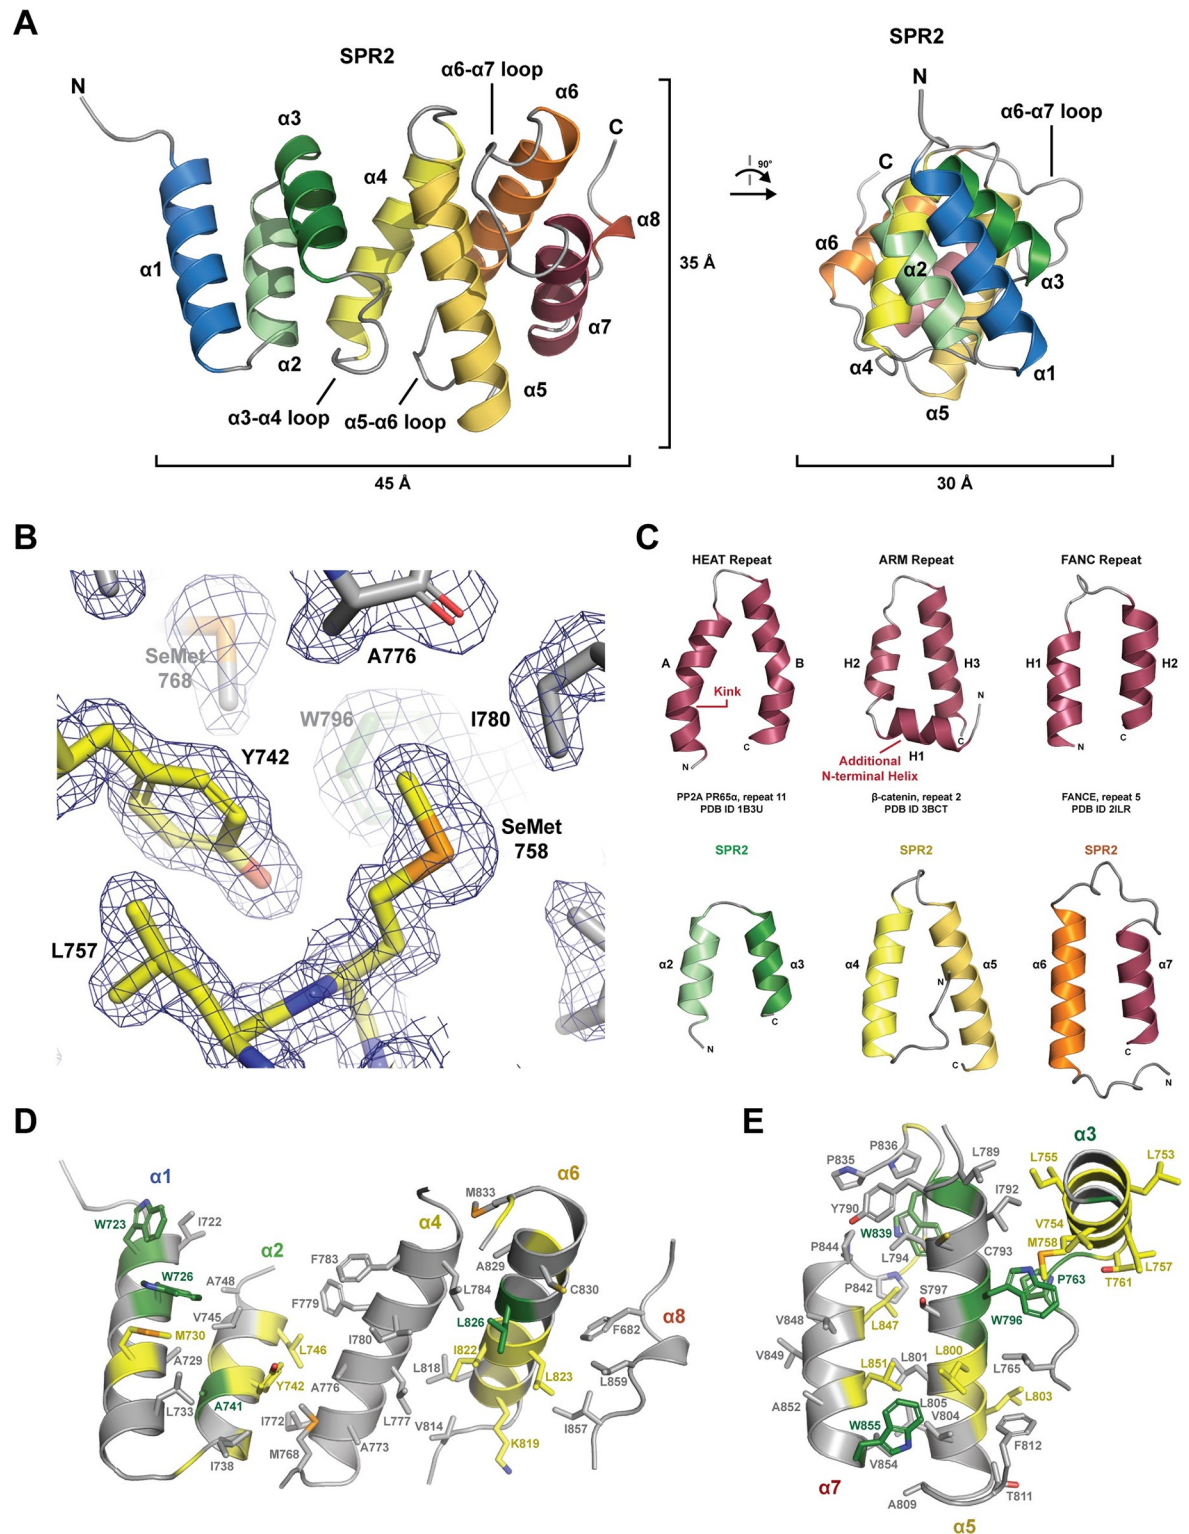 A
SPR2
N
α6-α7 loop
α3
α6
C
α4
α8
α1
35 Å
α2
α7
α5
α3-α4 loop
α5-α6 loop
45 Å
90°
SPR2
N
α6-α7 loop
C
α6
α2
α3
α4
α1
α5
30 Å
B
A776
SeMet
768
W796
I780
Y742
SeMet
758
L757
C
HEAT Repeat
ARM Repeat
FANC Repeat
A
B
Kink
C
N
H2
H3
N
C
H1
Additional
N-terminal Helix
H1
H2
N
C
PP2A PR65α, repeat 11
PDB ID 1B3U
β-catenin, repeat 2
PDB ID 3BCT
FANCE, repeat 5
PDB ID 2ILR
SPR2
SPR2
SPR2
α2
α3
C
N
α4
α5
N
C
α6
α7
C
N
D
α1
W723
I722
α2
W726
A748
V745
M730
A729
L746
Y742
L733
A741
I738
α4
F783
L784
F779
I780
A776
I772
L777
M768
A773
α6
M833
A829
C830
L826
I822
L818
L823
V814
K819
F682
α8
L859
I857
E
P836
P835
L789
α3
L755
L753
Y790
I792
W839
V754
P844
L794
C793
M758
L757
P842
S797
P763
T761
L847
W796
V848
V849
L851
L801
L800
L765
A852
L805
L803
W855
V804
F812
V854
α7
A809
T811
α5